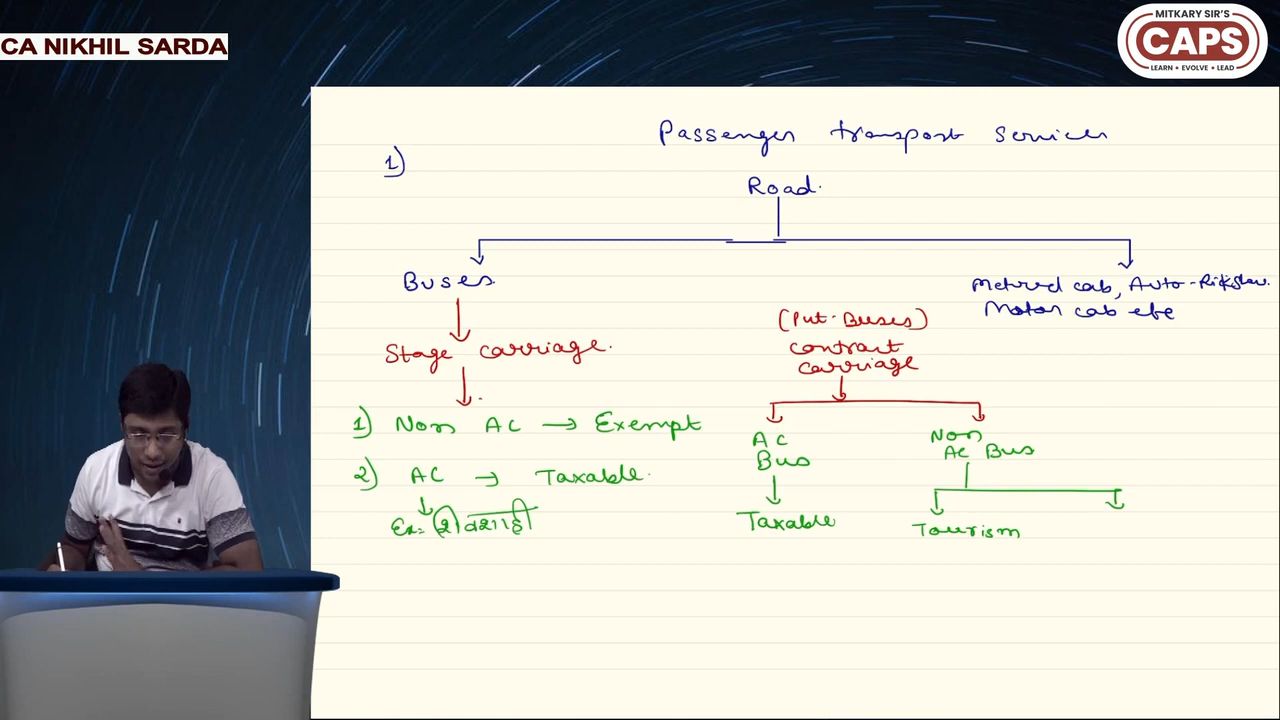 CA NIKHIL SARDA
MITKARY SIR'S
CAPS
LEARN • EVOLVE • LEAD
Passenger transport services
1)
Road.
Buses
Metered cab, Auto-Rikshaw.
Motor cab etc
(Pvt. Buses)
Stage carriage.
contract
carriage
1) Non AC → Exempt
AC
Bus
Non
AC Bus
2) AC → Taxable.
Ex:
Taxable
Tourism